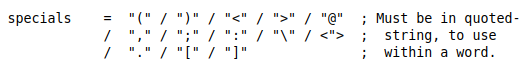 specials    =  "(" / ")" / "<" / ">" / "@"  ; Must be in quoted-
            /  "," / ";" / ":" / "\" / <">  ;  string, to use
            /  "." / "[" / "]"              ;  within a word.